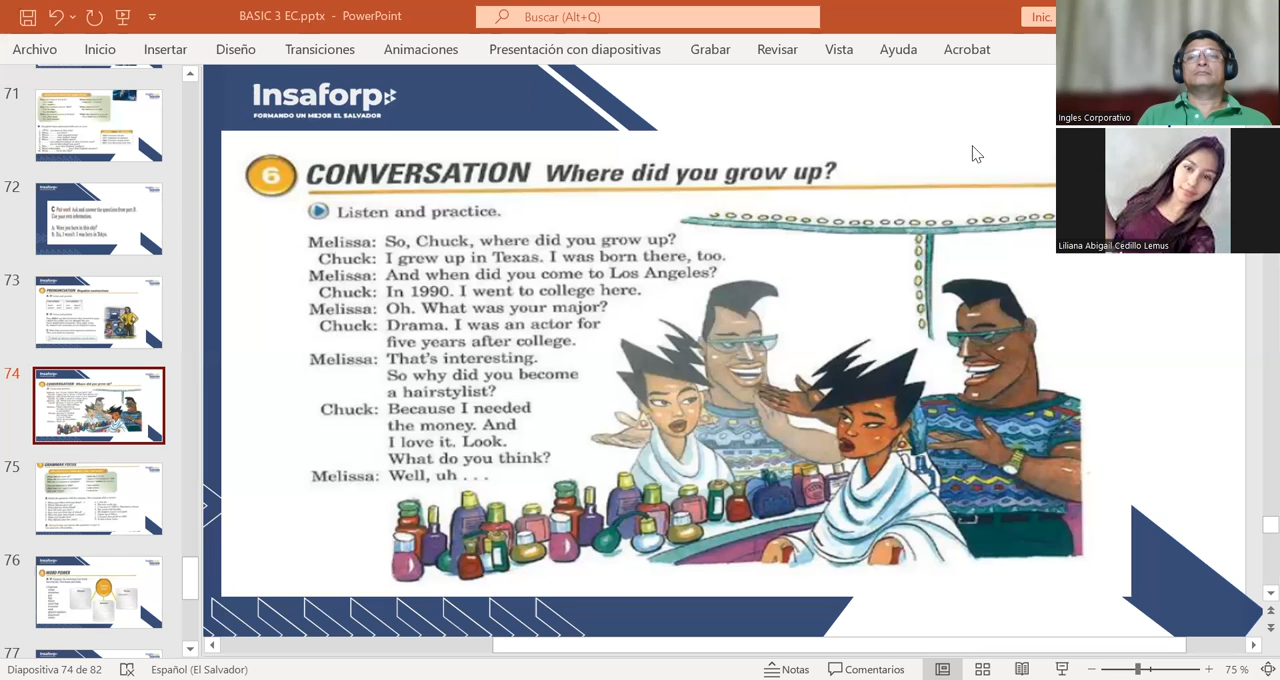 BASIC 3 EC.pptx - PowerPoint
Buscar (Alt+Q)
Inic.
Archivo Inicio Insertar Diseño Transiciones Animaciones Presentación con diapositivas Grabar Revisar Vista Ayuda Acrobat
Ingles Corporativo
Liliana Abigail Cedillo Lemus
71
72
73
74
75
76
77
Insaforp
FORMANDO UN MEJOR EL SALVADOR
6 CONVERSATION Where did you grow up?
Listen and practice.
Melissa: So, Chuck, where did you grow up?
Chuck: I grew up in Texas. I was born there, too.
Melissa: And when did you come to Los Angeles?
Chuck: In 1990. I went to college here.
Melissa: Oh. What was your major?
Chuck: Drama. I was an actor for
five years after college.
Melissa: That's interesting.
So why did you become
a hairstylist?
Chuck: Because I needed
the money. And
I love it. Look.
What do you think?
Melissa: Well, uh . . .
Diapositiva 74 de 82 Español (El Salvador) Notas Comentarios 75 %